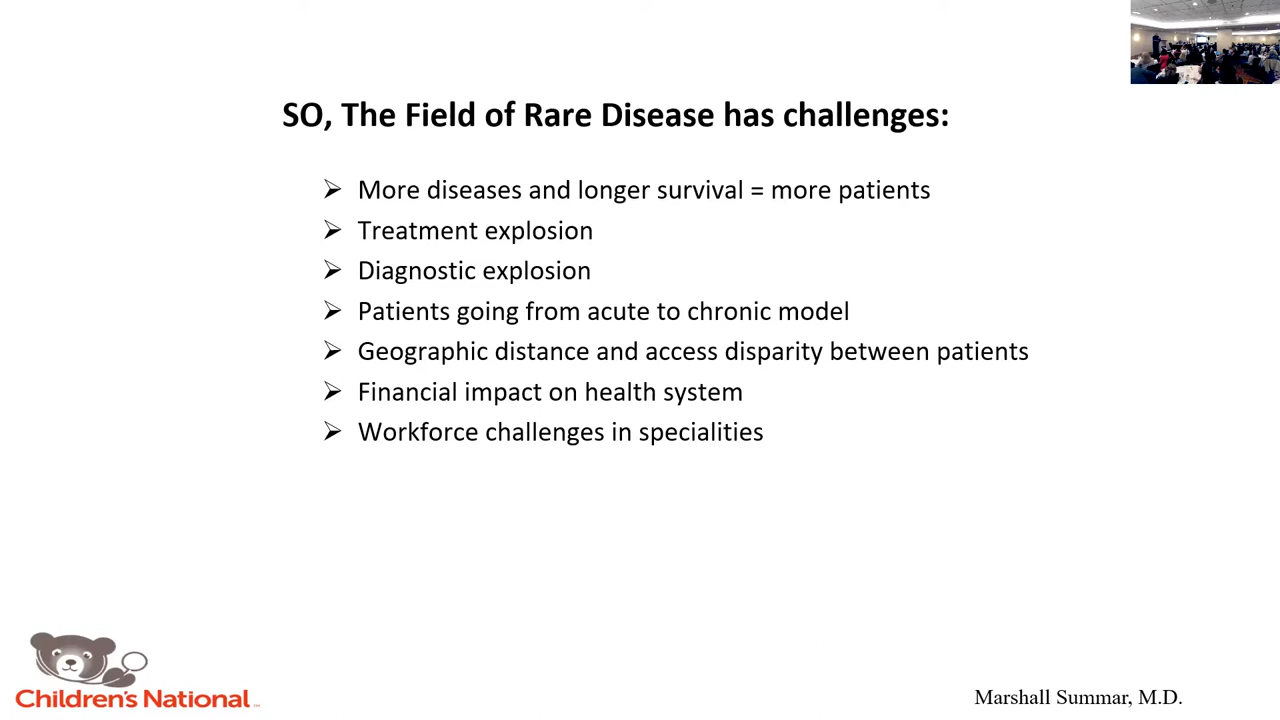 SO, The Field of Rare Disease has challenges:
➢ More diseases and longer survival = more patients
➢ Treatment explosion
➢ Diagnostic explosion
➢ Patients going from acute to chronic model
➢ Geographic distance and access disparity between patients
➢ Financial impact on health system
➢ Workforce challenges in specialities
Children's National
Marshall Summar, M.D.